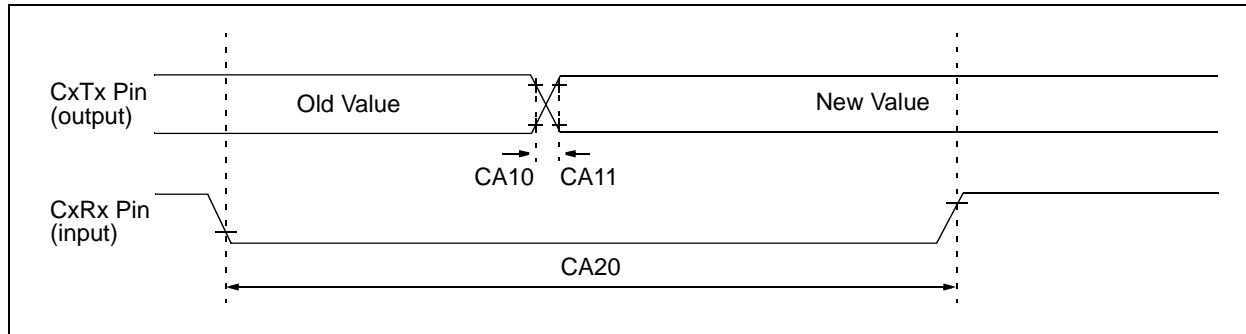 CxTx Pin
(output)
Old Value
New Value
CA10 CA11
CxRx Pin
(input)
CA20